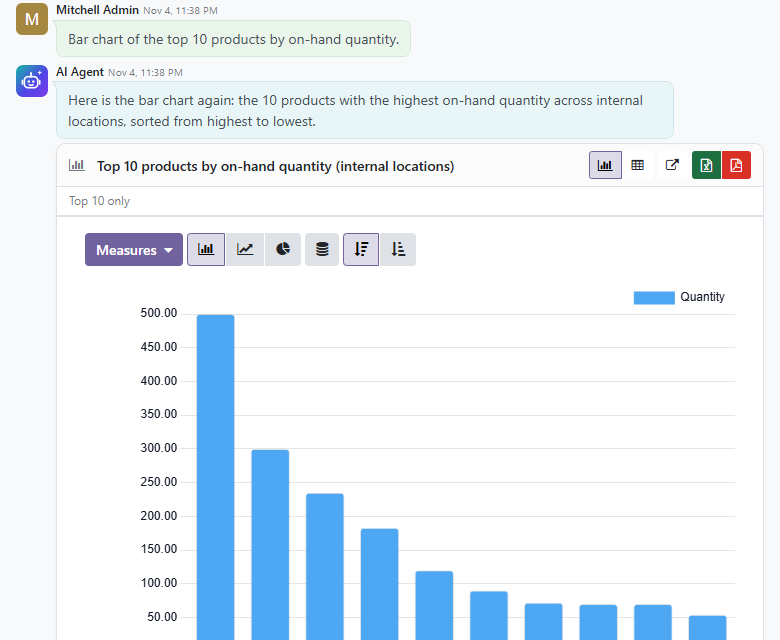 M
Mitchell Admin Nov 4, 11:38 PM
Bar chart of the top 10 products by on-hand quantity.
AI Agent Nov 4, 11:38 PM
Here is the bar chart again: the 10 products with the highest on-hand quantity across internal
locations, sorted from highest to lowest.
Top 10 products by on-hand quantity (internal locations)
Top 10 only
Measures
Quantity
500.00
450.00
400.00
350.00
300.00
250.00
200.00
150.00
100.00
50.00